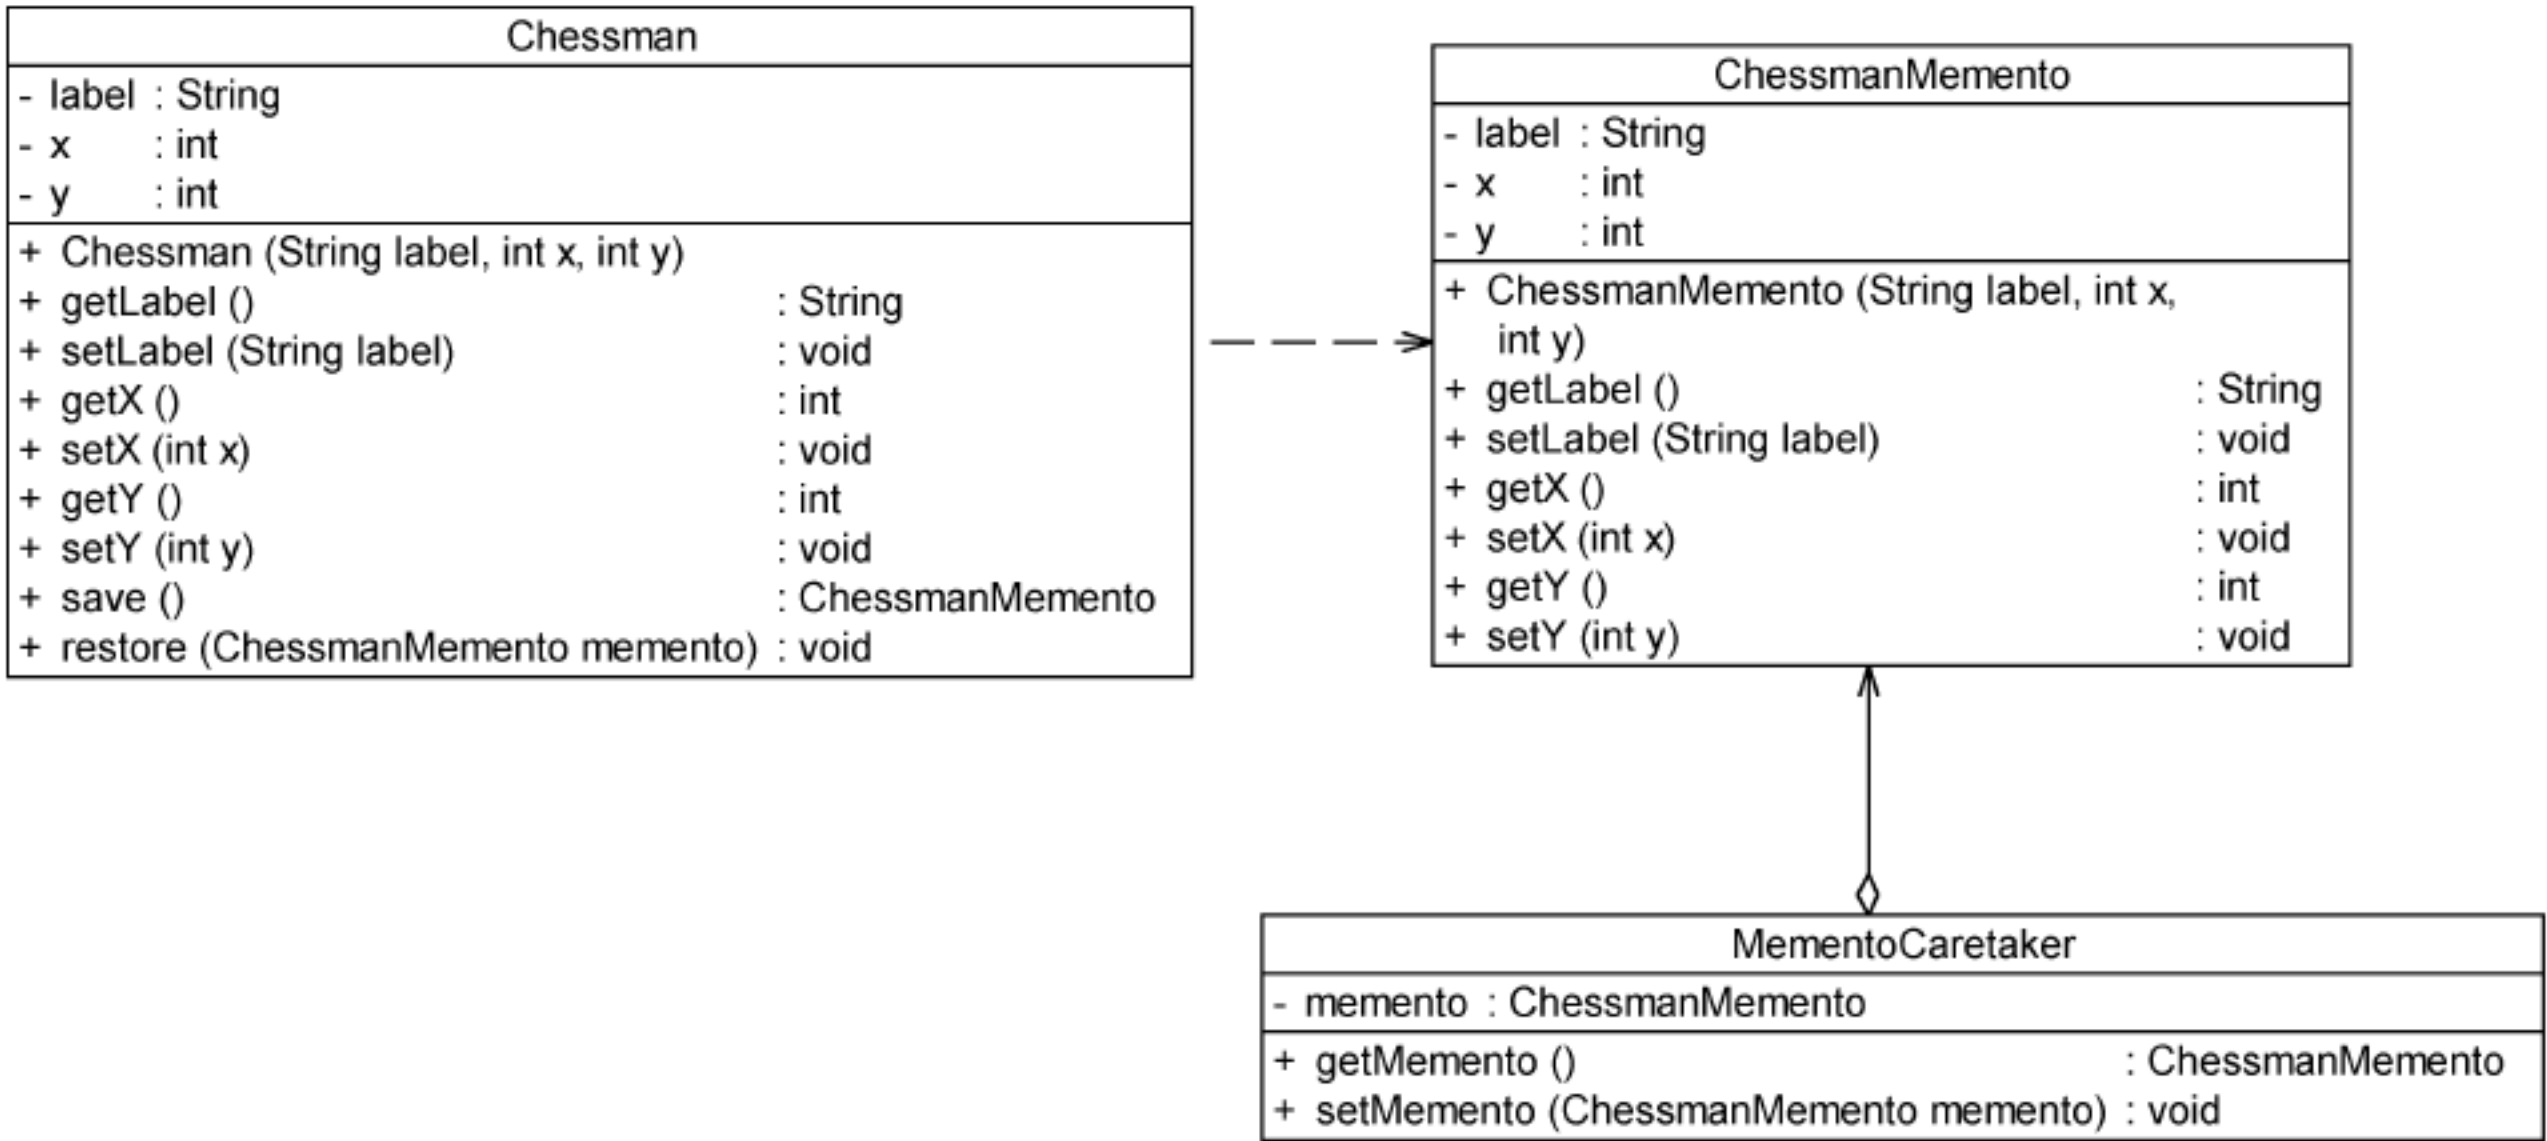 Chessman
- label : String
- x : int
- y : int
+ Chessman (String label, int x, int y)
+ getLabel () : String
+ setLabel (String label) : void
+ getX () : int
+ setX (int x) : void
+ getY () : int
+ setY (int y) : void
+ save () : ChessmanMemento
+ restore (ChessmanMemento memento) : void
ChessmanMemento
- label : String
- x : int
- y : int
+ ChessmanMemento (String label, int x,
int y)
+ getLabel () : String
+ setLabel (String label) : void
+ getX () : int
+ setX (int x) : void
+ getY () : int
+ setY (int y) : void
MementoCaretaker
- memento : ChessmanMemento
+ getMemento () : ChessmanMemento
+ setMemento (ChessmanMemento memento) : void